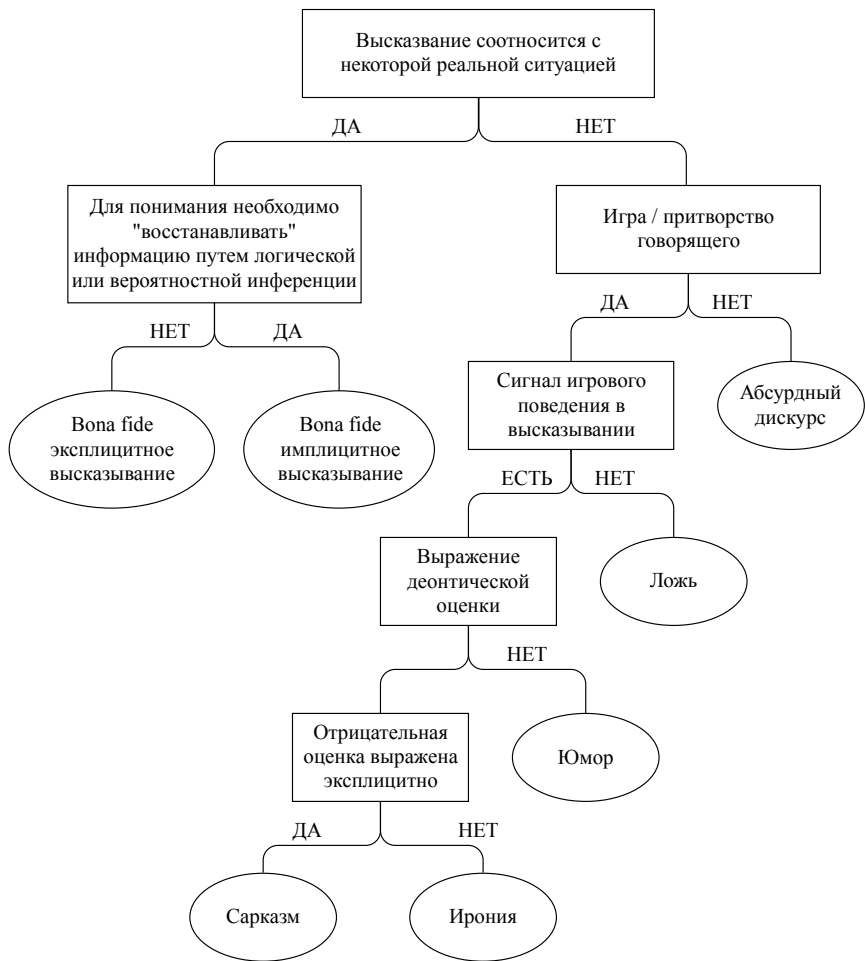 Высказвание соотносится с
некоторой реальной ситуацией
ДА
НЕТ
Для понимания необходимо
"восстанавливать"
информацию путем логической
или вероятностной инференции
Игра / притворство
говорящего
НЕТ
ДА
ДА
НЕТ
Bona fide
эксплицитное
высказывание
Bona fide
имплицитное
высказывание
Сигнал игрового
поведения в
высказывании
Абсурдный
дискурс
ЕСТЬ
НЕТ
Выражение
деонтической
оценки
Ложь
НЕТ
Отрицательная
оценка выражена
эксплицитно
Юмор
ДА
НЕТ
Сарказм
Ирония